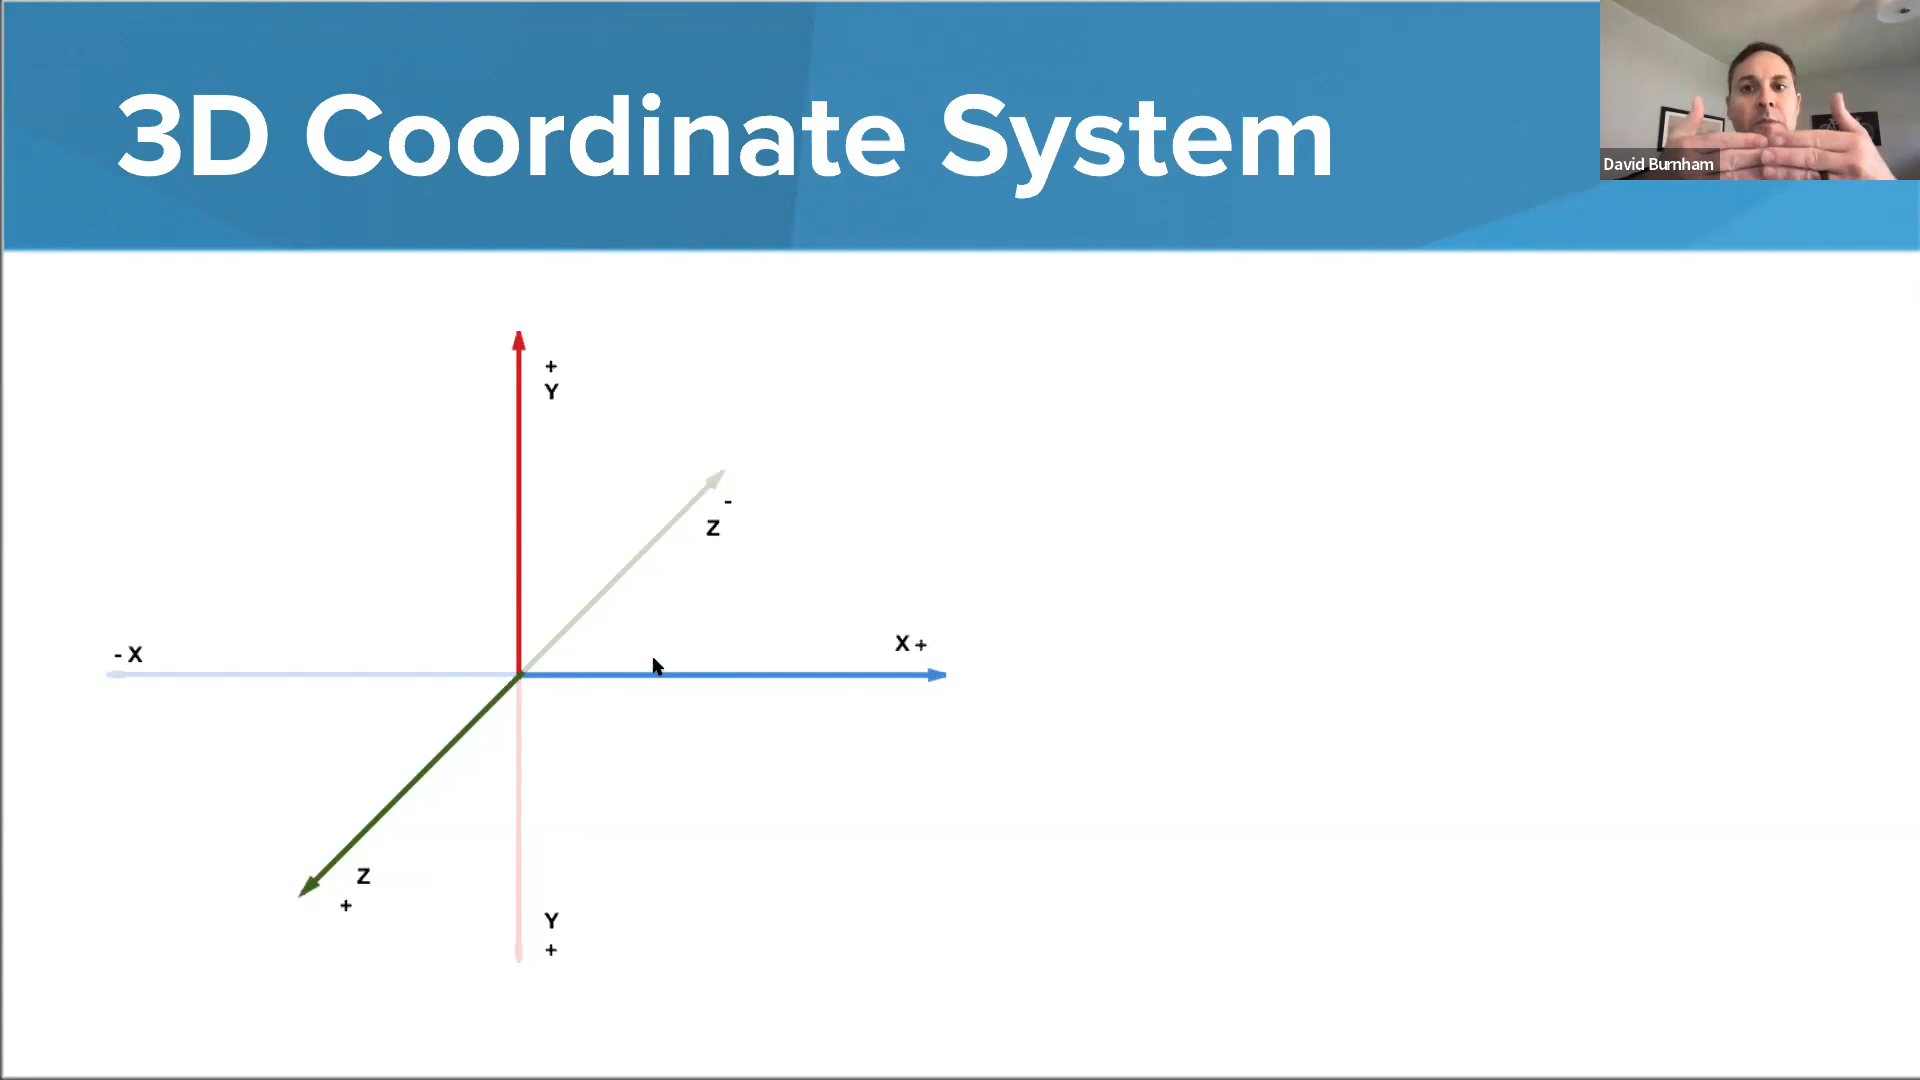 3D Coordinate System
David Burnham
+
Y
-
Z
- X
X +
Z
+
Y
+